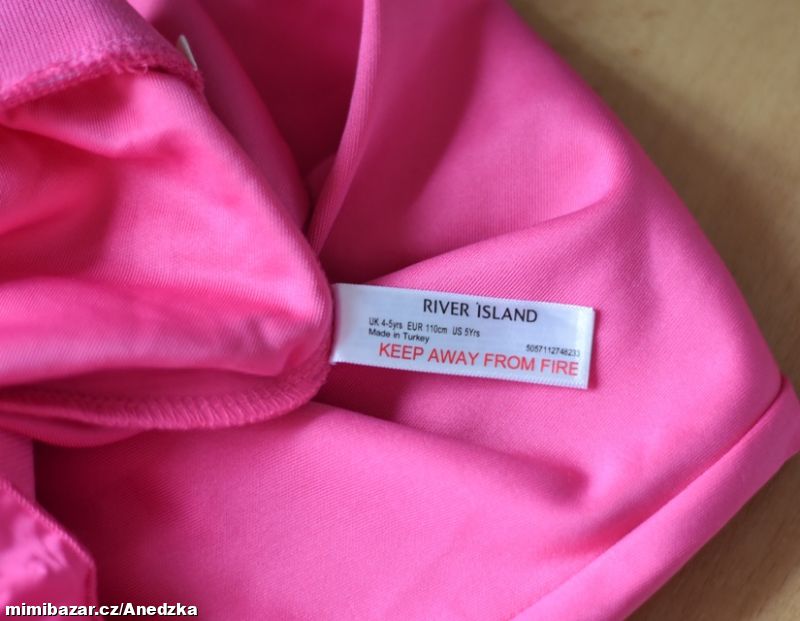 RIVER ISLAND
UK 4-5yrs EUR 110cm US 5Yrs
Made in Turkey
5057112748233
KEEP AWAY FROM FIRE
mimibazar.cz/Anedzka